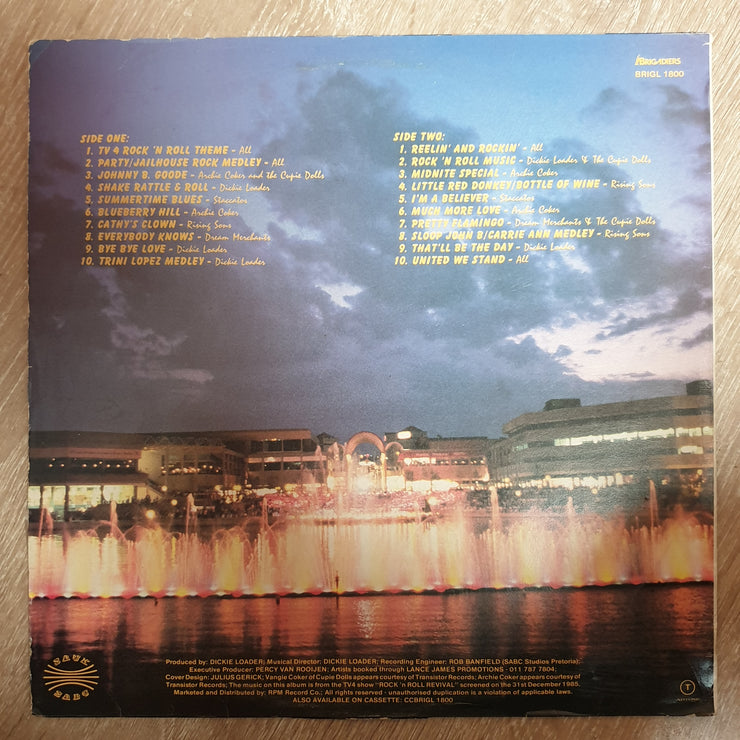 BRIGADIERS
BRIGL 1800
SIDE ONE:
1. TV 4 ROCK 'N ROLL THEME - All
2. PARTY/JAILHOUSE ROCK MEDLEY - All
3. JOHNNY B. GOODE - Archie Coker and the Cupie Dolls
4. SHAKE RATTLE & ROLL - Dickie Loader
5. SUMMERTIME BLUES - Staccatos
6. BLUEBERRY HILL - Archie Coker
7. CATHY'S CLOWN - Rising Sons
8. EVERYBODY KNOWS - Dream Merchants
9. BYE BYE LOVE - Dickie Loader
10. TRINI LOPEZ MEDLEY - Dickie Loader
SIDE TWO:
1. REELIN' AND ROCKIN' - All
2. ROCK 'N ROLL MUSIC - Dickie Loader & The Cupie Dolls
3. MIDNITE SPECIAL - Archie Coker
4. LITTLE RED DONKEY/BOTTLE OF WINE - Rising Sons
5. I'M A BELIEVER - Staccatos
6. MUCH MORE LOVE - Archie Coker
7. PRETTY FLAMINGO - Dream Merchants & The Cupie Dolls
8. SLOOP JOHN B/CARRIE ANN MEDLEY - Rising Sons
9. THAT'LL BE THE DAY - Dickie Loader
10. UNITED WE STAND - All
SAUK
SABC
Produced by: DICKIE LOADER; Musical Director; DICKIE LOADER; Recording Engineer: ROB BANFIELD (SABC Studios Pretoria);
Executive Producer: PERCY VAN ROOIJEN; Artists booked through LANCE JAMES PROMOTIONS - 011 787 7804;
Cover Design: JULIUS GERICK; Vangie Coker of Cupie Dolls appears courtesy of Transistor Records; Archie Coker appears courtesy of
Transistor Records; The music on this album is from the TV4 show "ROCK 'n ROLL REVIVAL" screened on the 31st December 1985.
Marketed and Distributed by: RPM Record Co.: All rights reserved - unauthorised duplication is a violation of applicable laws.
ALSO AVAILABLE ON CASSETTE: CCBRIGL 1800
T